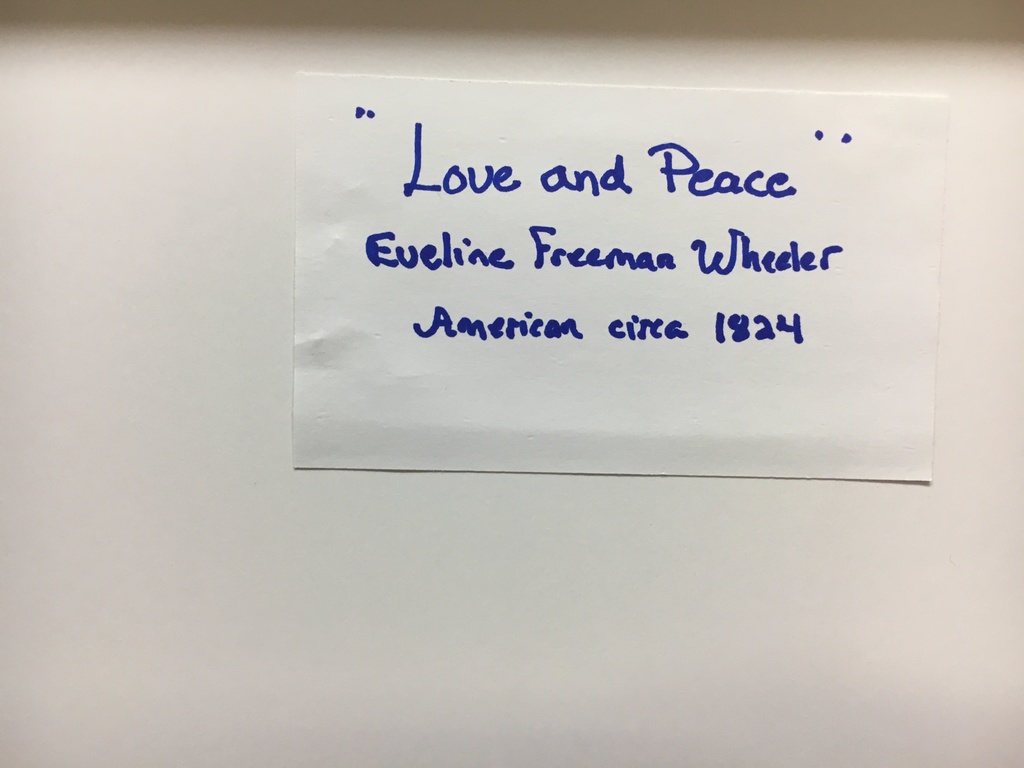 "Love and Peace"
Eveline Freeman Wheeler
American circa 1824